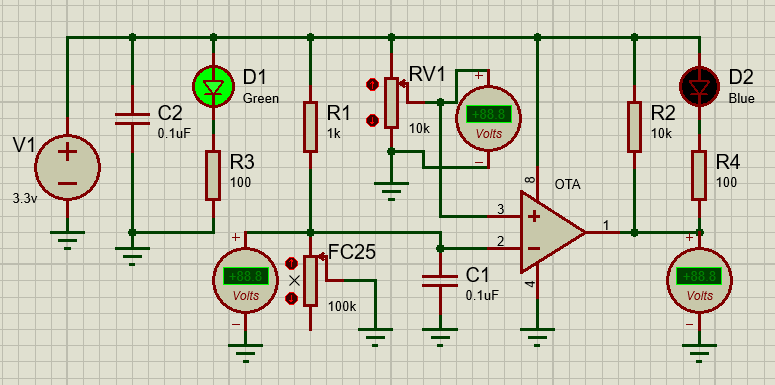 V1
3.3v
C2
0.1uF
D1
Green
R3
100
R1
1k
RV1
10k
+
+88.8
Volts
−
OTA
8
3
2
1
4
R2
10k
D2
Blue
R4
100
+
+88.8
Volts
−
FC25
100k
C1
0.1uF
+
+88.8
Volts
−